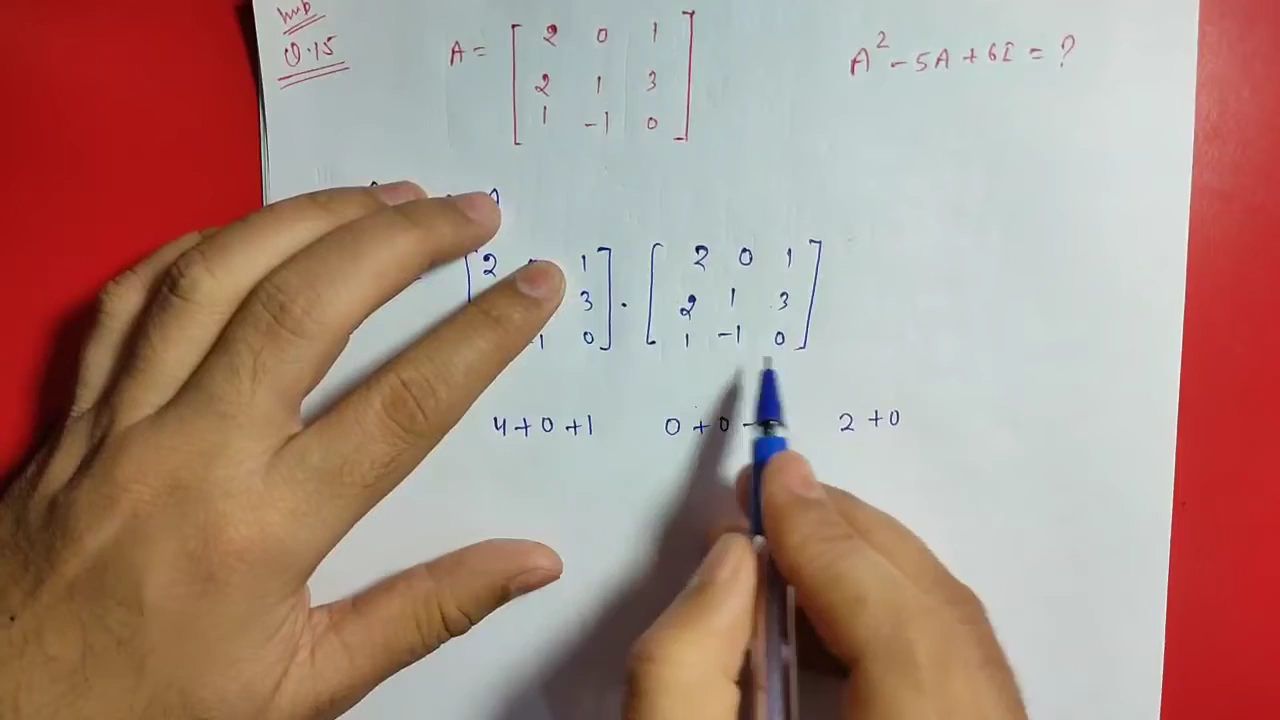 Imp
Q.15
A = [ 2 0 1
2 1 3
1 -1 0 ]
A² - 5A + 6I = ?
A
[ 2 1 ] . [ 2 0 1 ]
3 2 1 3
1 0 1 -1 0
4 + 0 + 1 0 + 0 - 2 + 0